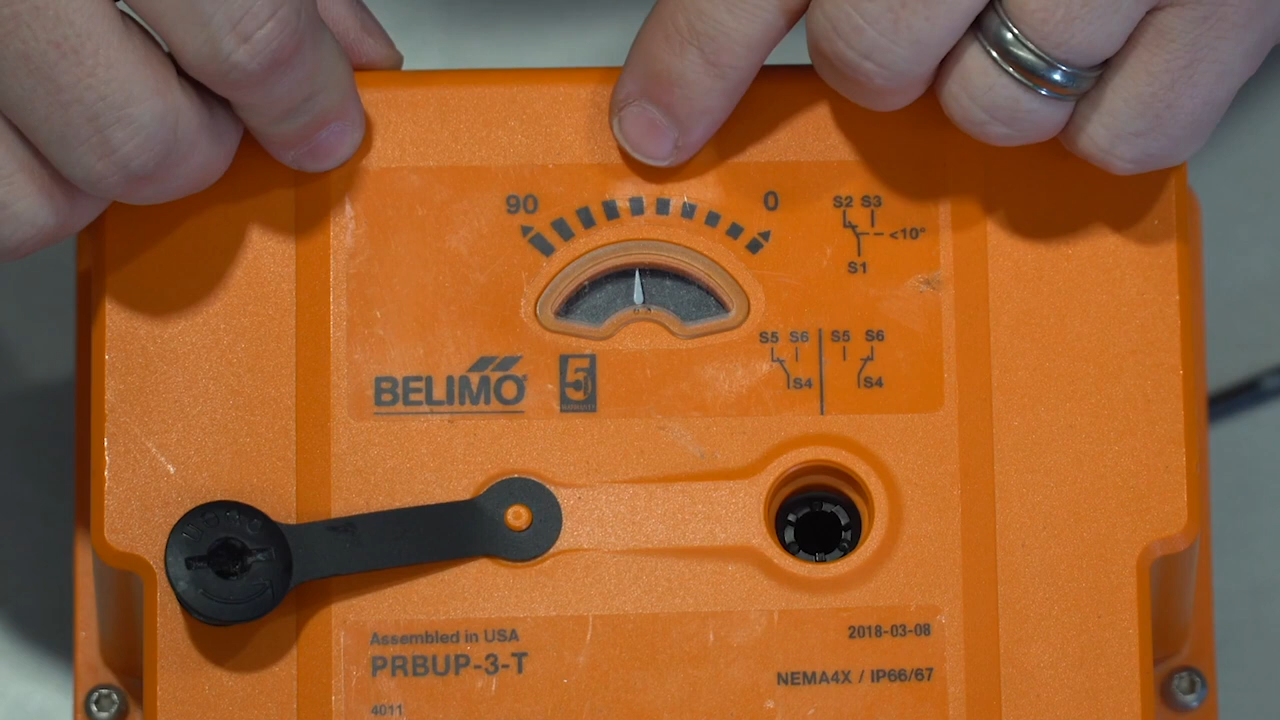 90 0
S2 S3
<10°
S1
S5 S6 S5 S6
S4 S4
BELIMO
5
Assembled in USA
PRBUP-3-T
4011
2018-03-08
NEMA4X / IP66/67